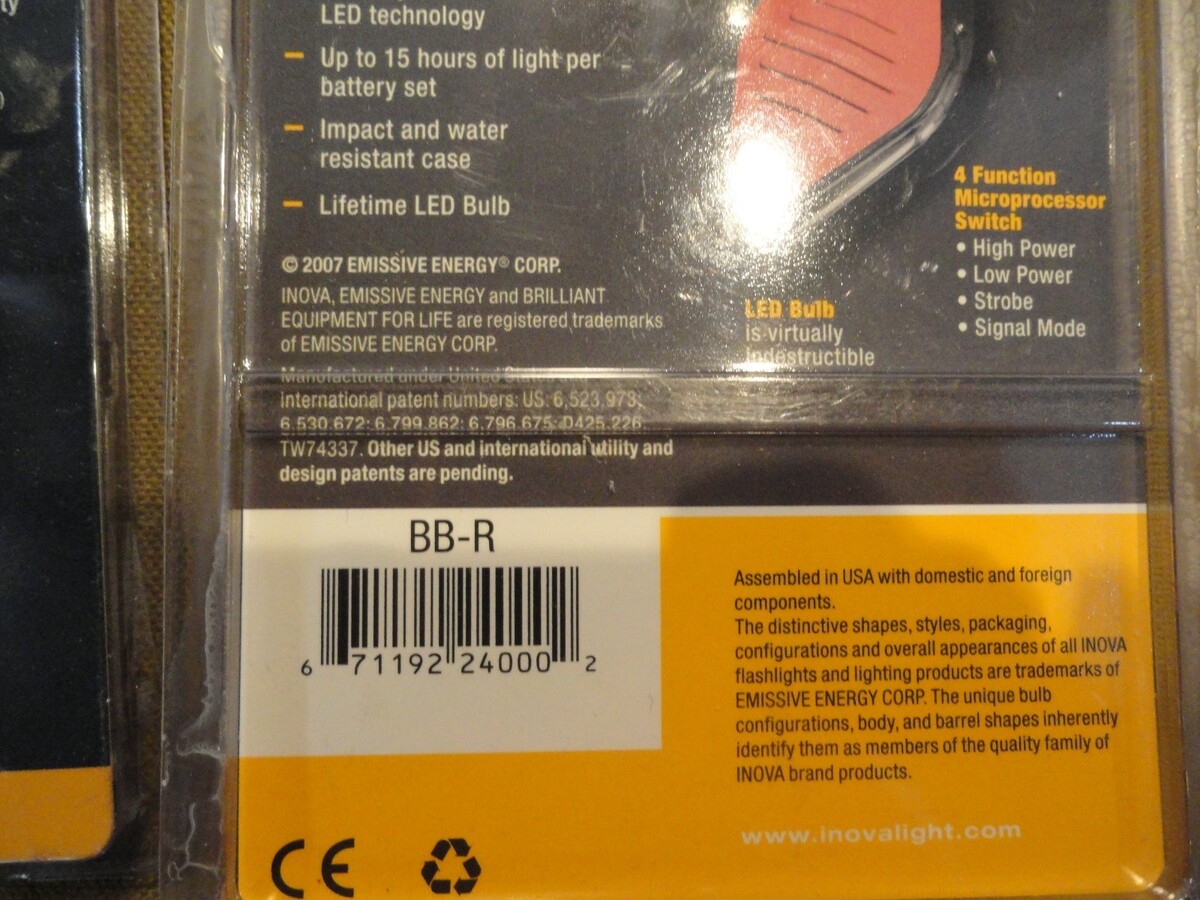 ty
)
LED technology
– Up to 15 hours of light per
battery set
– Impact and water
resistant case
– Lifetime LED Bulb
© 2007 EMISSIVE ENERGY® CORP.
INOVA, EMISSIVE ENERGY and BRILLIANT
EQUIPMENT FOR LIFE are registered trademarks
of EMISSIVE ENERGY CORP.
Manufactured under United States and
international patent numbers: US: 6,523,973;
6,530,672; 6,799,862; 6,796,675; D425,226,
TW74337. Other US and international utility and
design patents are pending.
4 Function
Microprocessor
Switch
• High Power
• Low Power
• Strobe
• Signal Mode
LED Bulb
is virtually
indestructible
BB-R
6 71192 24000 2
Assembled in USA with domestic and foreign
components.
The distinctive shapes, styles, packaging,
configurations and overall appearances of all INOVA
flashlights and lighting products are trademarks of
EMISSIVE ENERGY CORP. The unique bulb
configurations, body, and barrel shapes inherently
identify them as members of the quality family of
INOVA brand products.
www.inovalight.com
CE